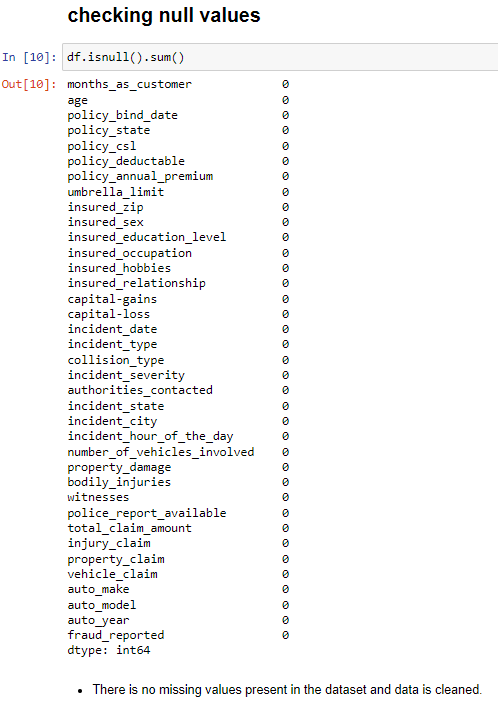 checking null values
In [10]: df.isnull().sum()
Out[10]: months_as_customer 0
age 0
policy_bind_date 0
policy_state 0
policy_csl 0
policy_deductable 0
policy_annual_premium 0
umbrella_limit 0
insured_zip 0
insured_sex 0
insured_education_level 0
insured_occupation 0
insured_hobbies 0
insured_relationship 0
capital-gains 0
capital-loss 0
incident_date 0
incident_type 0
collision_type 0
incident_severity 0
authorities_contacted 0
incident_state 0
incident_city 0
incident_hour_of_the_day 0
number_of_vehicles_involved 0
property_damage 0
bodily_injuries 0
witnesses 0
police_report_available 0
total_claim_amount 0
injury_claim 0
property_claim 0
vehicle_claim 0
auto_make 0
auto_model 0
auto_year 0
fraud_reported 0
dtype: int64
• There is no missing values present in the dataset and data is cleaned.